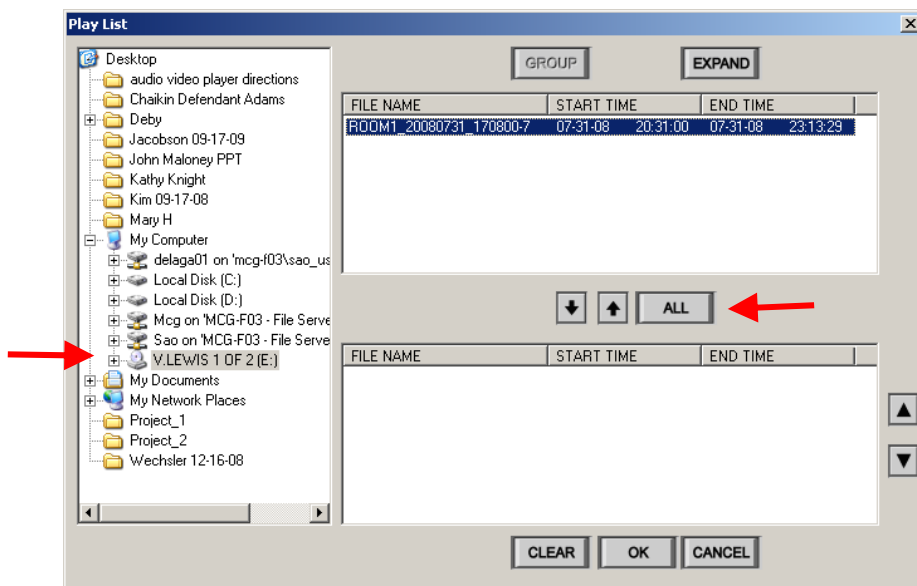 Play List
Desktop
audio video player directions
Chaikin Defendant Adams
Deby
Jacobson 09-17-09
John Maloney PPT
Kathy Knight
Kim 09-17-08
Mary H
My Computer
delaga01 on 'mcg-f03\sao_us
Local Disk (C:)
Local Disk (D:)
Mcg on 'MCG-F03 - File Serve
Sao on 'MCG-F03 - File Serve
V.LEWIS 1 OF 2 (E:)
My Documents
My Network Places
Project_1
Project_2
Wechsler 12-16-08
GROUP EXPAND
FILE NAME START TIME END TIME
ROOM1_20080731_170800-7 07-31-08 20:31:00 07-31-08 23:13:29
ALL
FILE NAME START TIME END TIME
CLEAR OK CANCEL